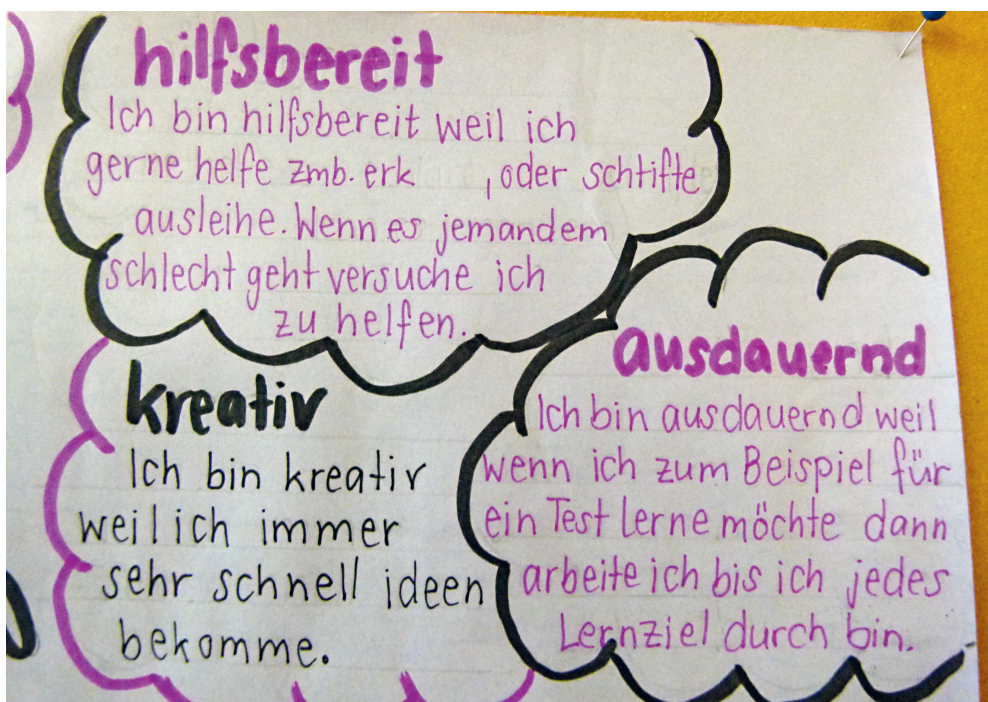 hilfsbereit
Ich bin hilfsbereit weil ich
gerne helfe zmb. erk , oder schtifte
ausleihe. Wenn es jemandem
schlecht geht versuche ich
zu helfen.
kreativ
Ich bin kreativ
weil ich immer
sehr schnell ideen
bekomme.
ausdauernd
Ich bin ausdauernd weil
wenn ich zum Beispiel für
ein Test Lerne möchte dann
arbeite ich bis ich jedes
Lernziel durch bin.